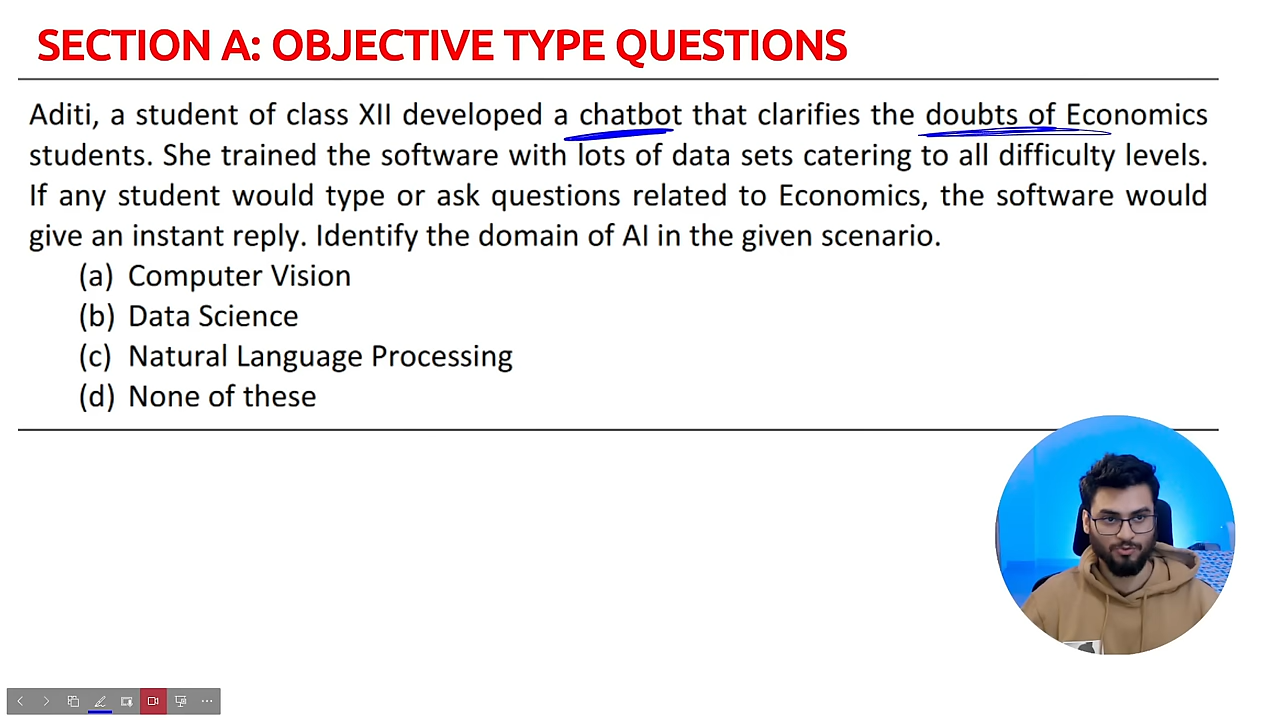 SECTION A: OBJECTIVE TYPE QUESTIONS
Aditi, a student of class XII developed a chatbot that clarifies the doubts of Economics
students. She trained the software with lots of data sets catering to all difficulty levels.
If any student would type or ask questions related to Economics, the software would
give an instant reply. Identify the domain of AI in the given scenario.
(a) Computer Vision
(b) Data Science
(c) Natural Language Processing
(d) None of these